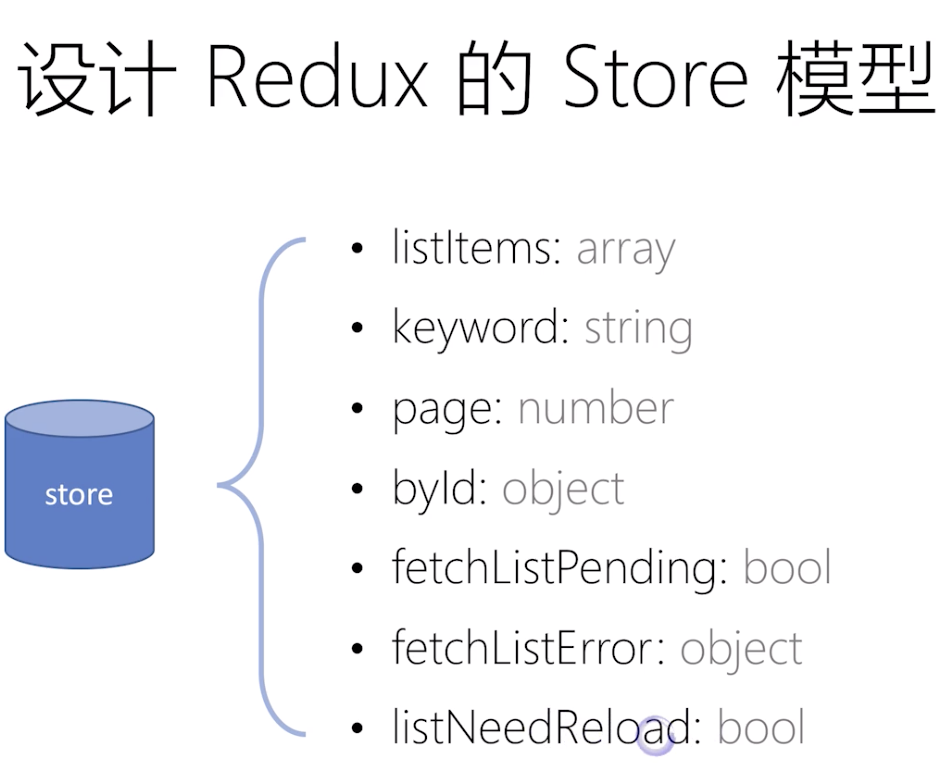 设计 Redux 的 Store 模型
listItems: array
keyword: string
page: number
store
byId: object
fetchListPending: bool
fetchListError: object
listNeedReload: bool